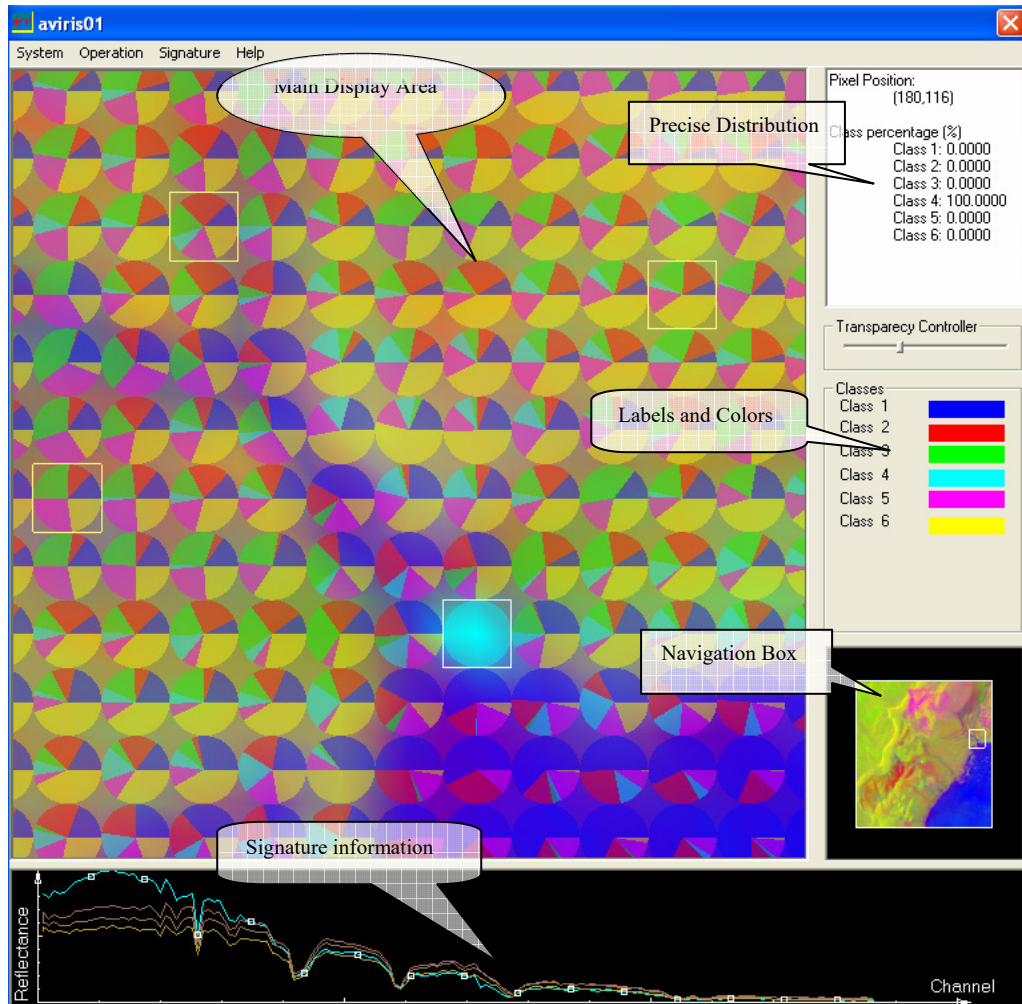 aviris01
System Operation Signature Help
Main Display Area
Pixel Position:
(180,116)
Precise Distribution
Class percentage (%)
Class 1: 0.0000
Class 2: 0.0000
Class 3: 0.0000
Class 4: 100.0000
Class 5: 0.0000
Class 6: 0.0000
Transparecy Controller
Classes
Class 1
Class 2
Labels and Colors
Class 3
Class 4
Class 5
Class 6
Navigation Box
Signature information
Reflectance
Channel